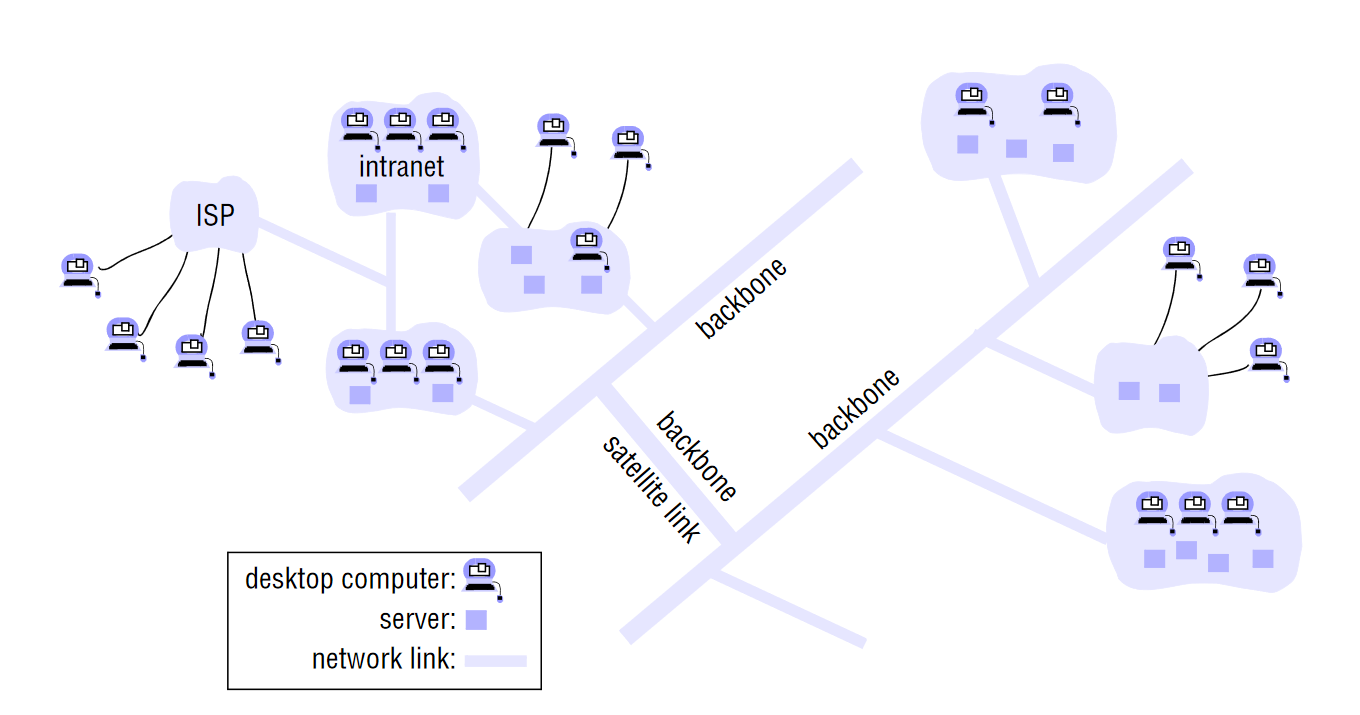 intranet
ISP
backbone
backbone
backbone
satellite link
desktop computer:
server:
network link: